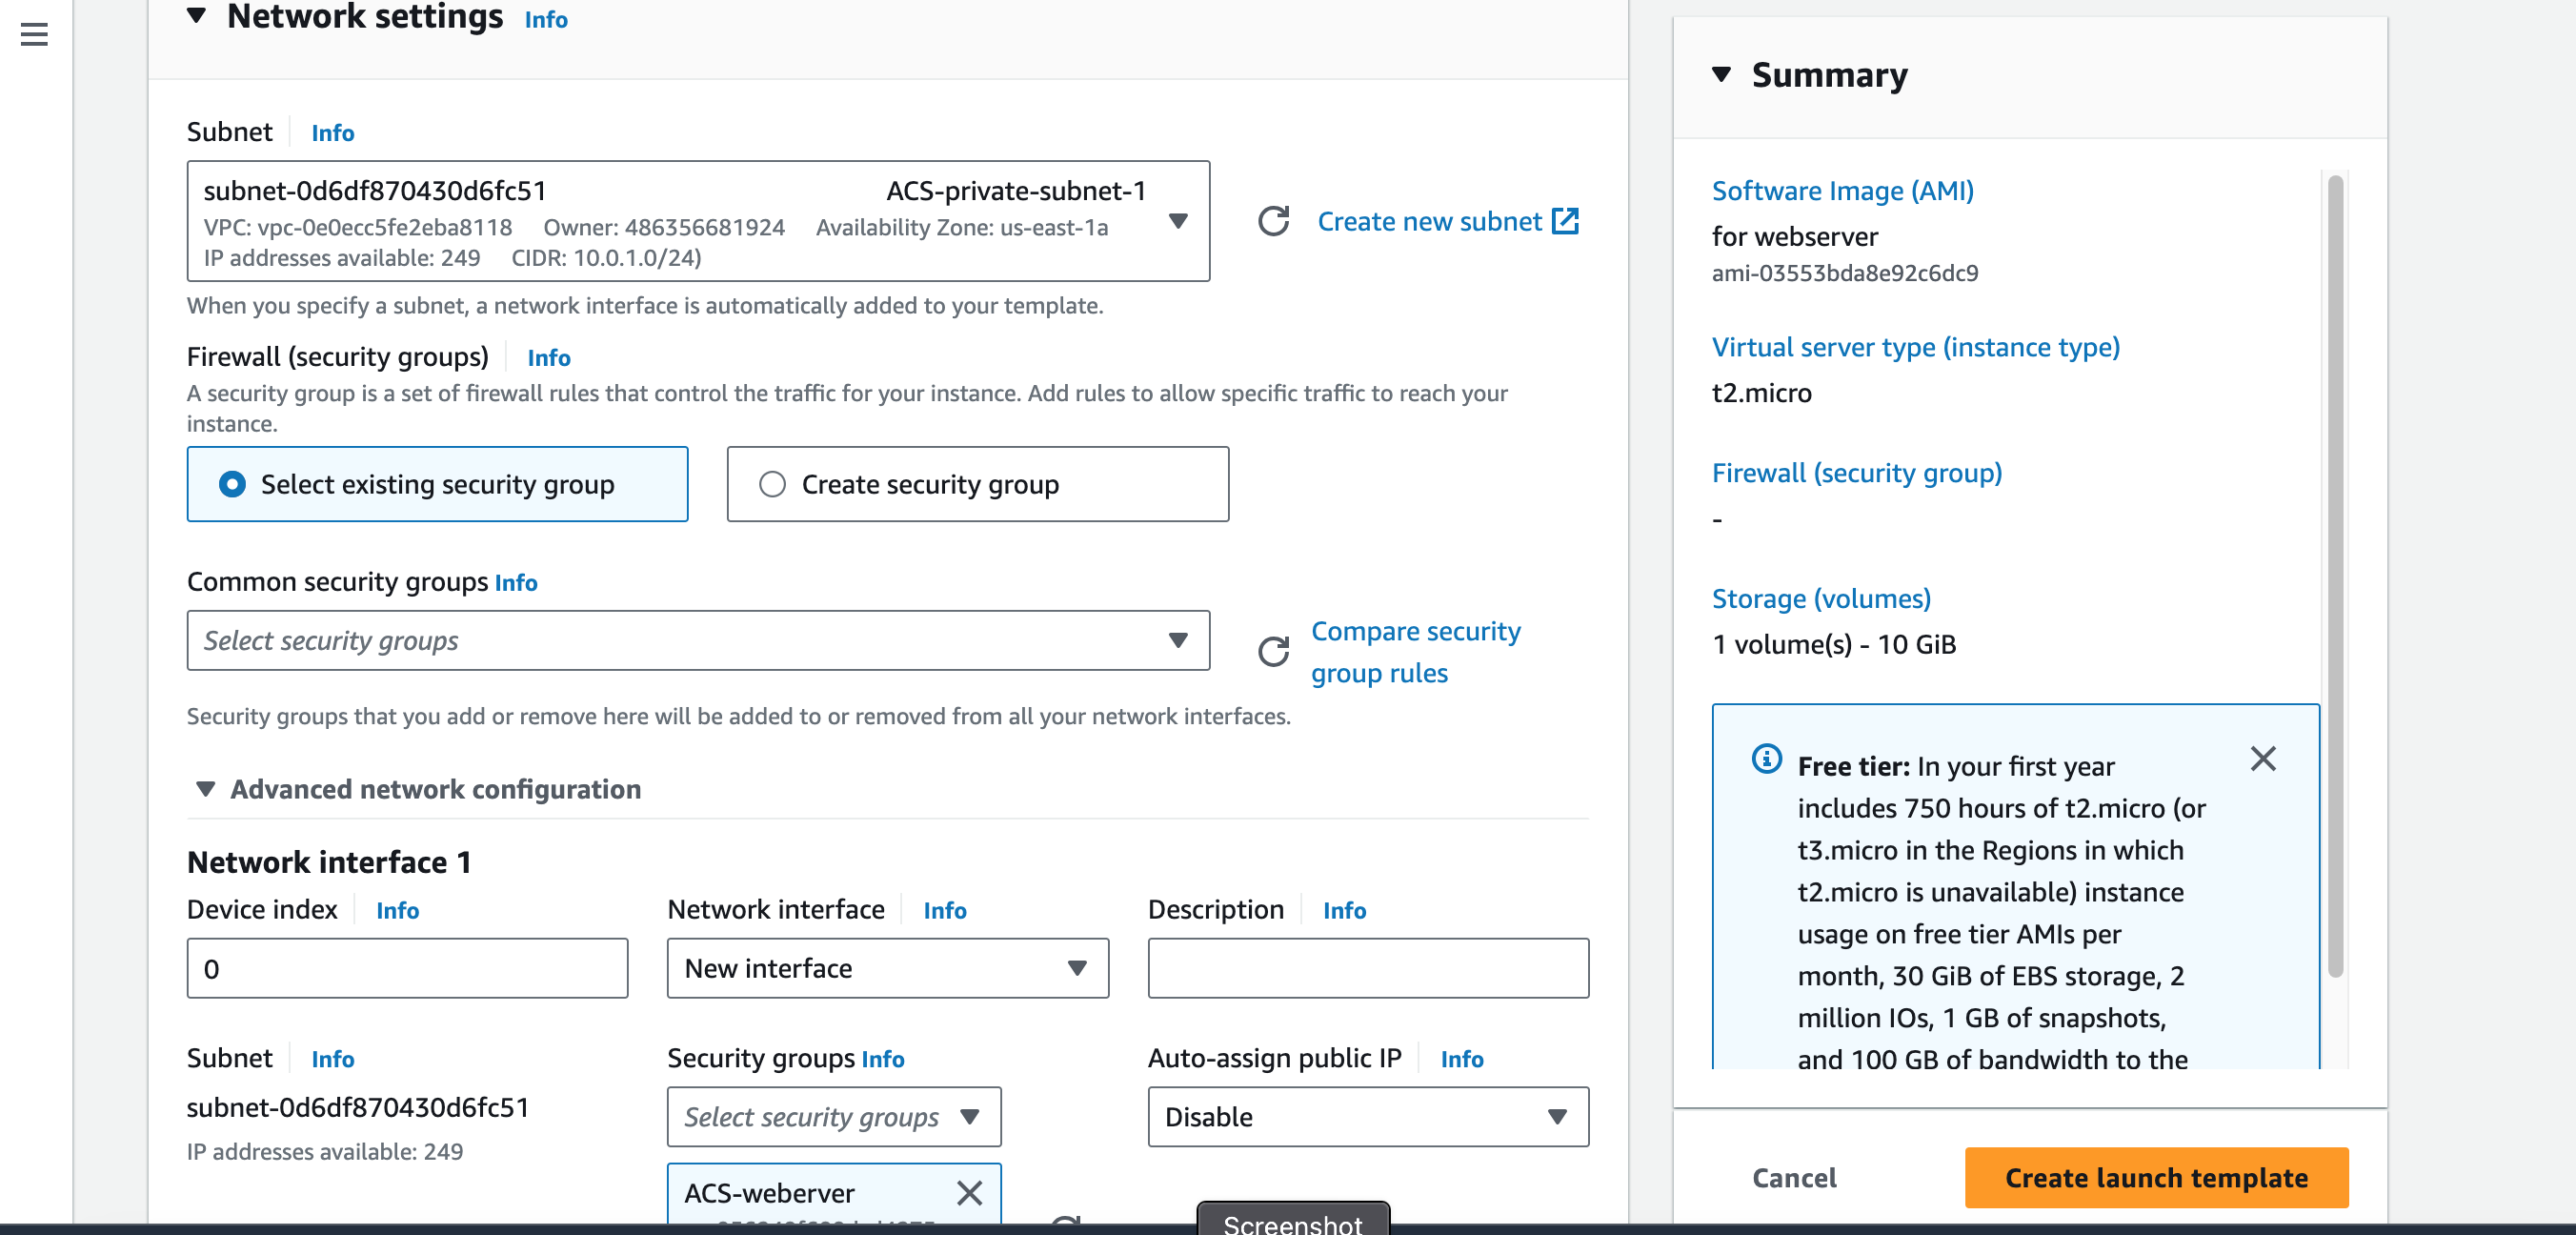 Network settings Info
Subnet Info
subnet-0d6df870430d6fc51 ACS-private-subnet-1
VPC: vpc-0e0ecc5fe2eba8118 Owner: 486356681924 Availability Zone: us-east-1a
IP addresses available: 249 CIDR: 10.0.1.0/24)
Create new subnet
When you specify a subnet, a network interface is automatically added to your template.
Firewall (security groups) Info
A security group is a set of firewall rules that control the traffic for your instance. Add rules to allow specific traffic to reach your
instance.
Select existing security group
Create security group
Common security groups Info
Select security groups
Compare security
group rules
Security groups that you add or remove here will be added to or removed from all your network interfaces.
Advanced network configuration
Network interface 1
Device index Info
0
Network interface Info
New interface
Description Info
Subnet Info
subnet-0d6df870430d6fc51
IP addresses available: 249
Security groups Info
Select security groups
ACS-weberver
Auto-assign public IP Info
Disable
Screenshot
Summary
Software Image (AMI)
for webserver
ami-03553bda8e92c6dc9
Virtual server type (instance type)
t2.micro
Firewall (security group)
-
Storage (volumes)
1 volume(s) - 10 GiB
Free tier: In your first year
includes 750 hours of t2.micro (or
t3.micro in the Regions in which
t2.micro is unavailable) instance
usage on free tier AMIs per
month, 30 GiB of EBS storage, 2
million IOs, 1 GB of snapshots,
and 100 GB of bandwidth to the
Cancel
Create launch template